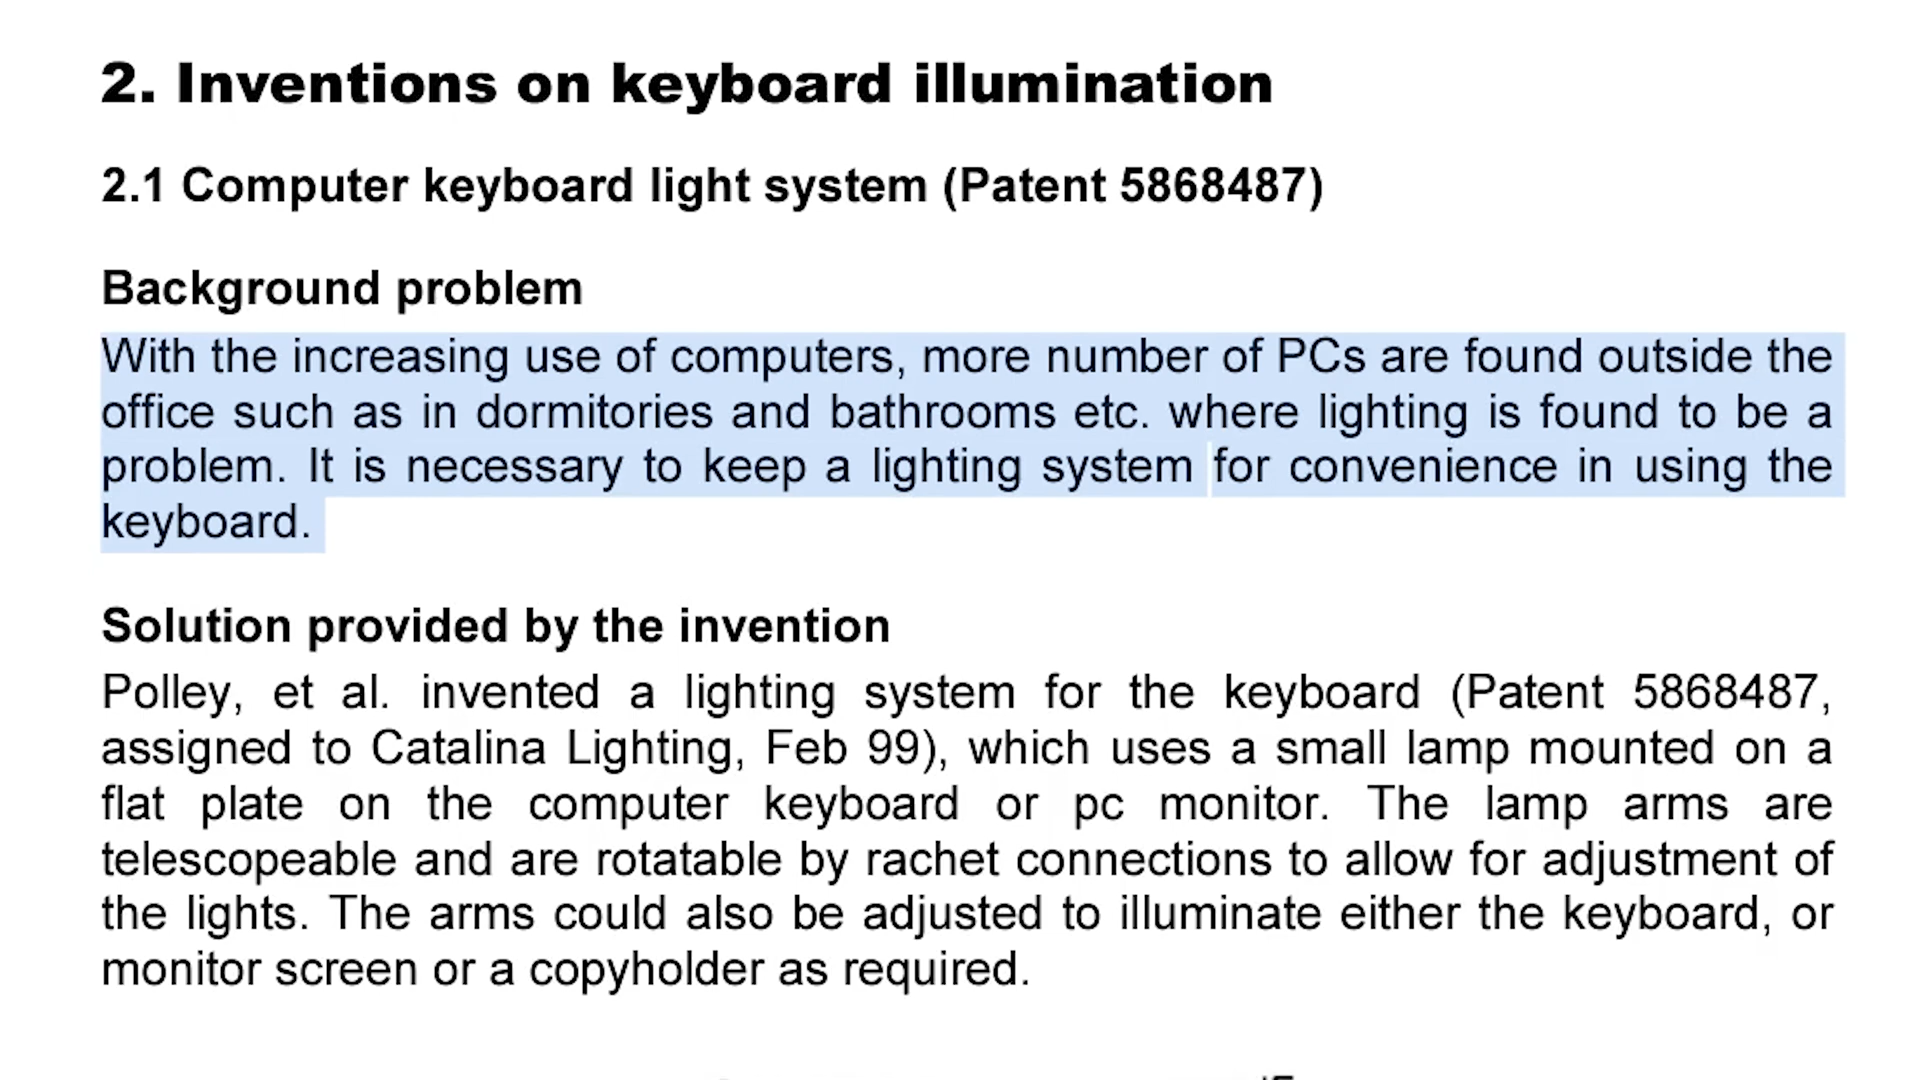 2. Inventions on keyboard illumination
2.1 Computer keyboard light system (Patent 5868487)
Background problem
With the increasing use of computers, more number of PCs are found outside the
office such as in dormitories and bathrooms etc. where lighting is found to be a
problem. It is necessary to keep a lighting system for convenience in using the
keyboard.
Solution provided by the invention
Polley, et al. invented a lighting system for the keyboard (Patent 5868487,
assigned to Catalina Lighting, Feb 99), which uses a small lamp mounted on a
flat plate on the computer keyboard or pc monitor. The lamp arms are
telescopeable and are rotatable by rachet connections to allow for adjustment of
the lights. The arms could also be adjusted to illuminate either the keyboard, or
monitor screen or a copyholder as required.